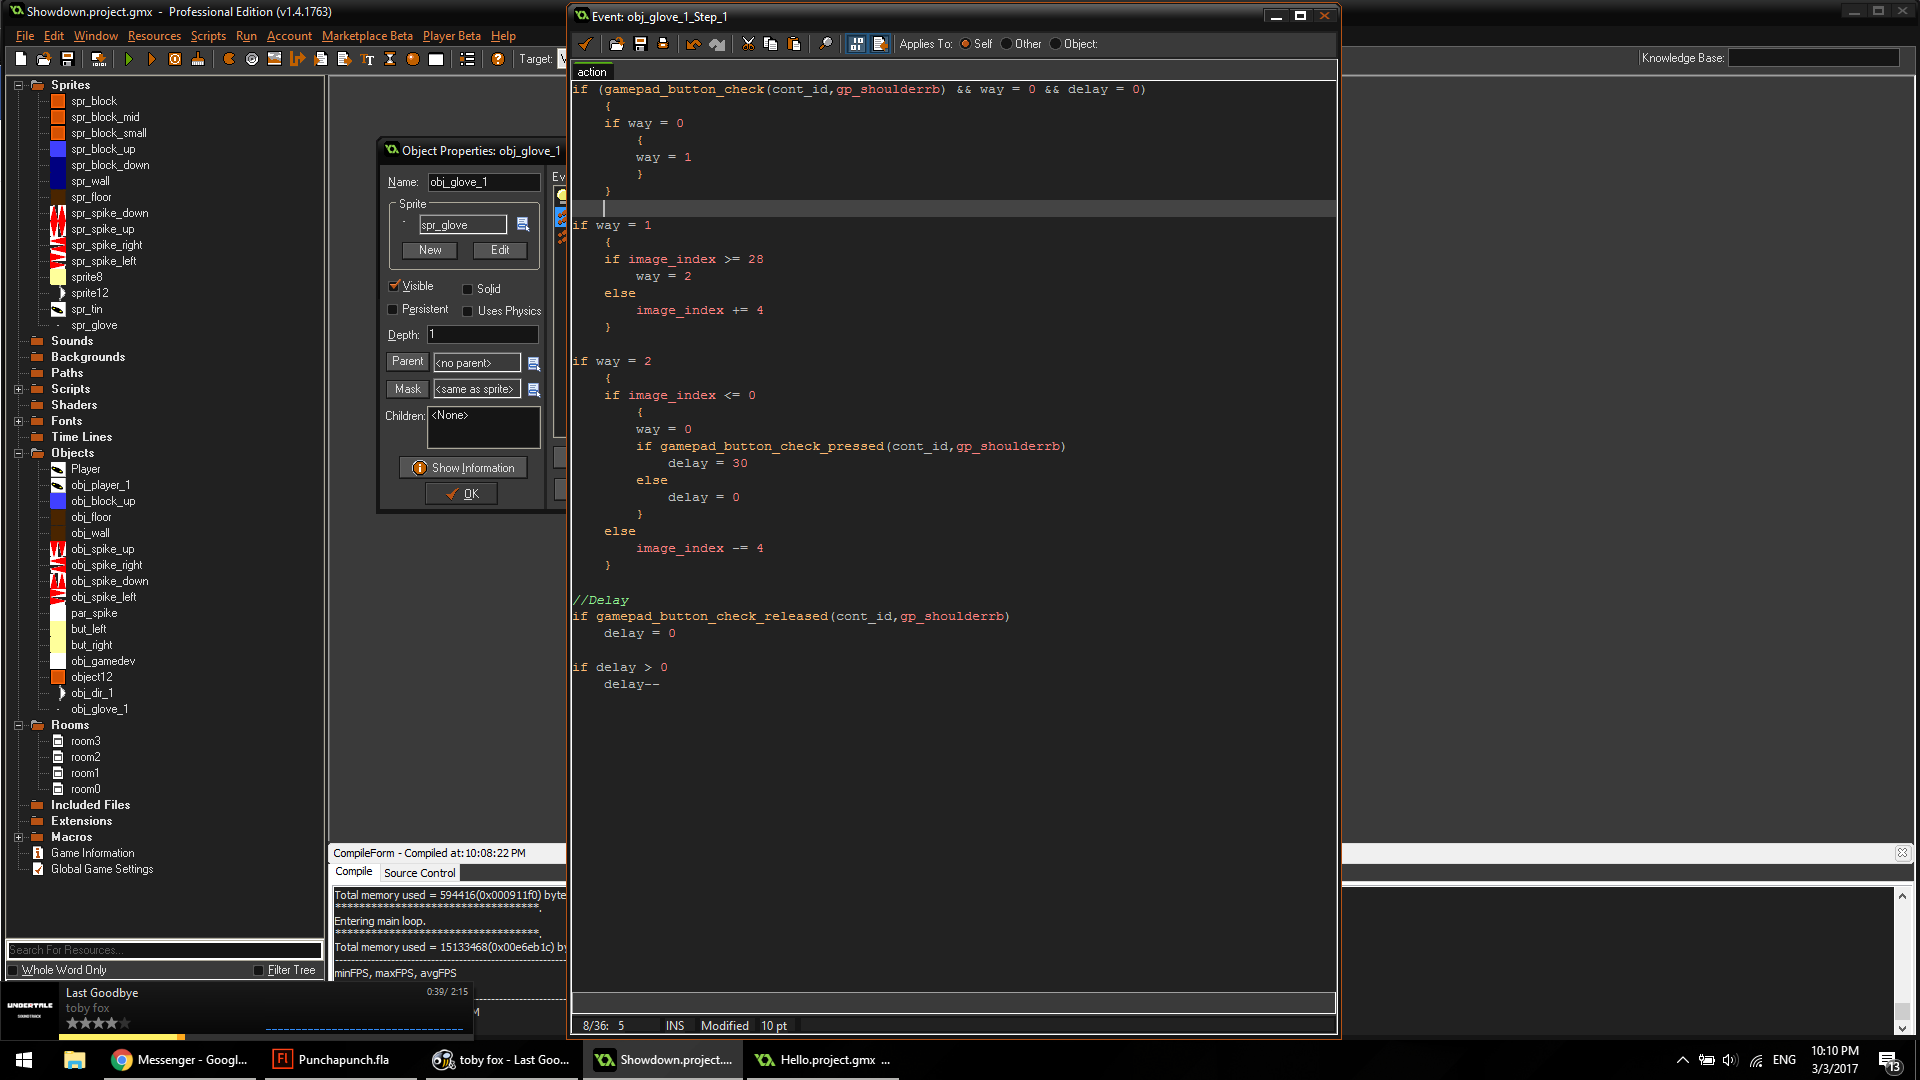 Showdown.project.gmx - Professional Edition (v1.4.1763)
File Edit Window Resources Scripts Run Account Marketplace Beta Player Beta Help
Target:
Knowledge Base:
Sprites
spr_block
spr_block_mid
spr_block_small
spr_block_up
spr_block_down
spr_wall
spr_floor
spr_spike_down
spr_spike_up
spr_spike_right
spr_spike_left
sprite8
sprite12
spr_tin
spr_glove
Sounds
Backgrounds
Paths
Scripts
Shaders
Fonts
Time Lines
Objects
Player
obj_player_1
obj_block_up
obj_floor
obj_wall
obj_spike_up
obj_spike_right
obj_spike_down
obj_spike_left
par_spike
but_left
but_right
obj_gamedev
object12
obj_dir_1
obj_glove_1
Rooms
room3
room2
room1
room0
Included Files
Extensions
Macros
Game Information
Global Game Settings
Search For Resources...
Whole Word Only Filter Tree
Object Properties: obj_glove_1
Name: obj_glove_1
Ev
Sprite
spr_glove
New Edit
Visible Solid
Persistent Uses Physics
Depth: 1
Parent <no parent>
Mask <same as sprite>
Children: <None>
Show Information
OK
Event: obj_glove_1_Step_1
Applies To: Self Other Object:
action
if (gamepad_button_check(cont_id,gp_shoulderrb) && way = 0 && delay = 0)
{
if way = 0
{
way = 1
}
}
if way = 1
{
if image_index >= 28
way = 2
else
image_index += 4
}
if way = 2
{
if image_index <= 0
{
way = 0
if gamepad_button_check_pressed(cont_id,gp_shoulderrb)
delay = 30
else
delay = 0
}
else
image_index -= 4
}
//Delay
if gamepad_button_check_released(cont_id,gp_shoulderrb)
delay = 0
if delay > 0
delay--
8/36: 5 INS Modified 10 pt
CompileForm - Compiled at:10:08:22 PM
Compile Source Control
Total memory used = 594416(0x000911f0) byte
**********************************.
Entering main loop.
**********************************.
Total memory used = 15133468(0x00e6eb1c) by
minFPS, maxFPS, avgFPS
UNDERTALE
SOUNDTRACK
Last Goodbye 0:39/ 2:15
toby fox
Messenger - Googl...
Punchapunch.fla
toby fox - Last Goo...
Showdown.project....
Hello.project.gmx ...
ENG
10:10 PM
3/3/2017
13